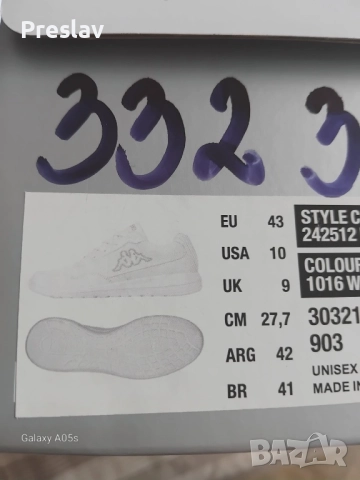 Preslav
332 3
EU 43
USA 10
UK 9
CM 27,7
ARG 42
BR 41
STYLE C
242512
COLOUR
1016 W
30321
903
UNISEX
MADE IN
Galaxy A05s
BAZAR